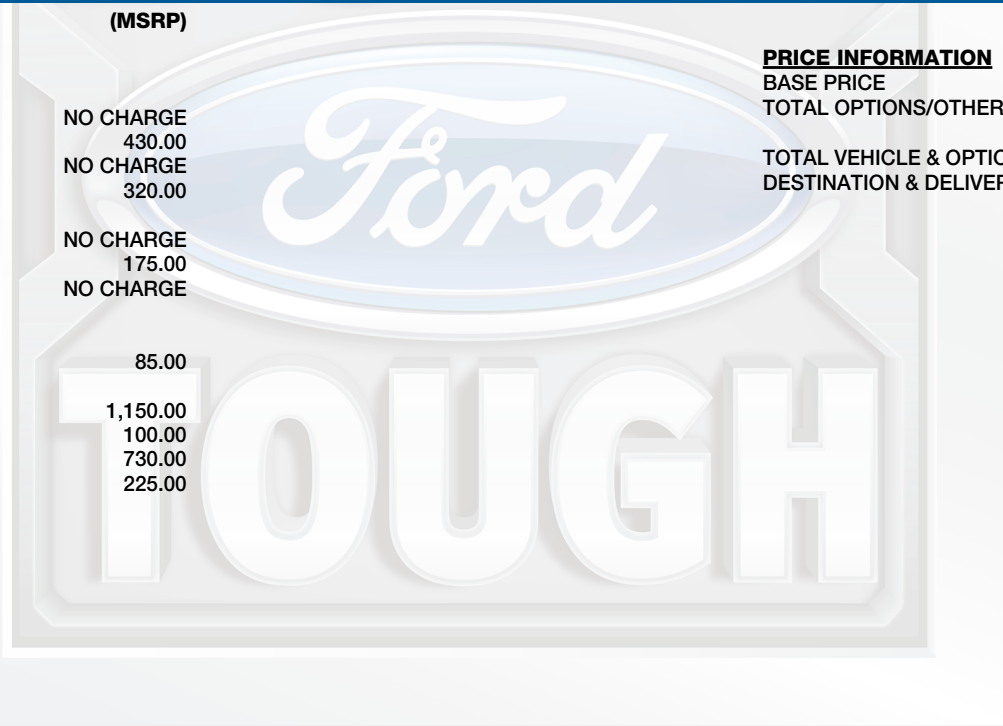 (MSRP)
NO CHARGE
430.00
NO CHARGE
320.00
NO CHARGE
175.00
NO CHARGE
85.00
1,150.00
100.00
730.00
225.00
PRICE INFORMATION
BASE PRICE
TOTAL OPTIONS/OTHER
TOTAL VEHICLE & OPTIO
DESTINATION & DELIVER
Ford
TOUGH